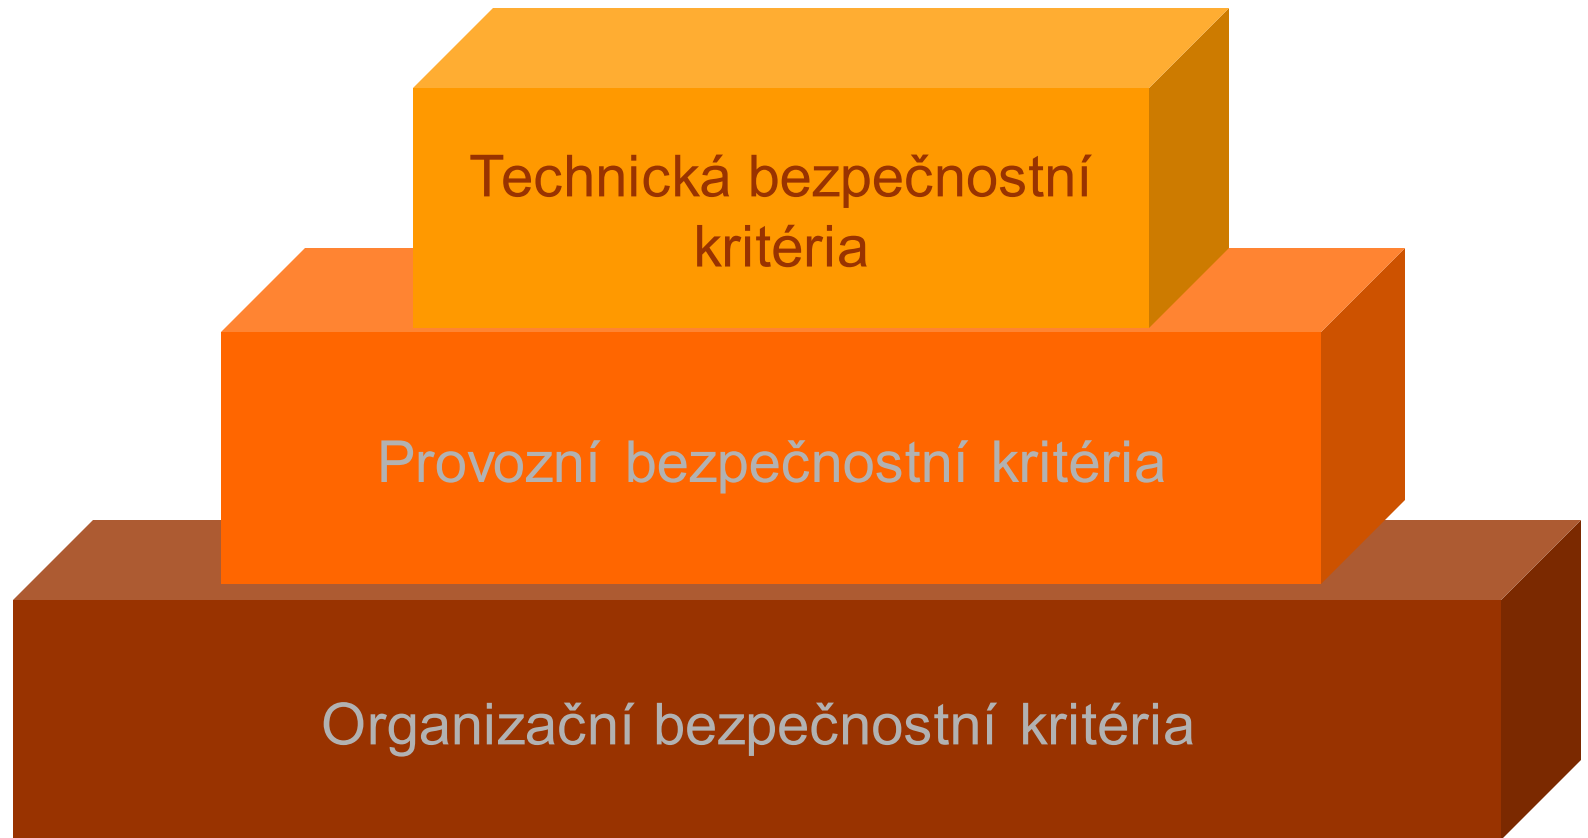 Technická bezpečnostní
kritéria
Provozní bezpečnostní kritéria
Organizační bezpečnostní kritéria